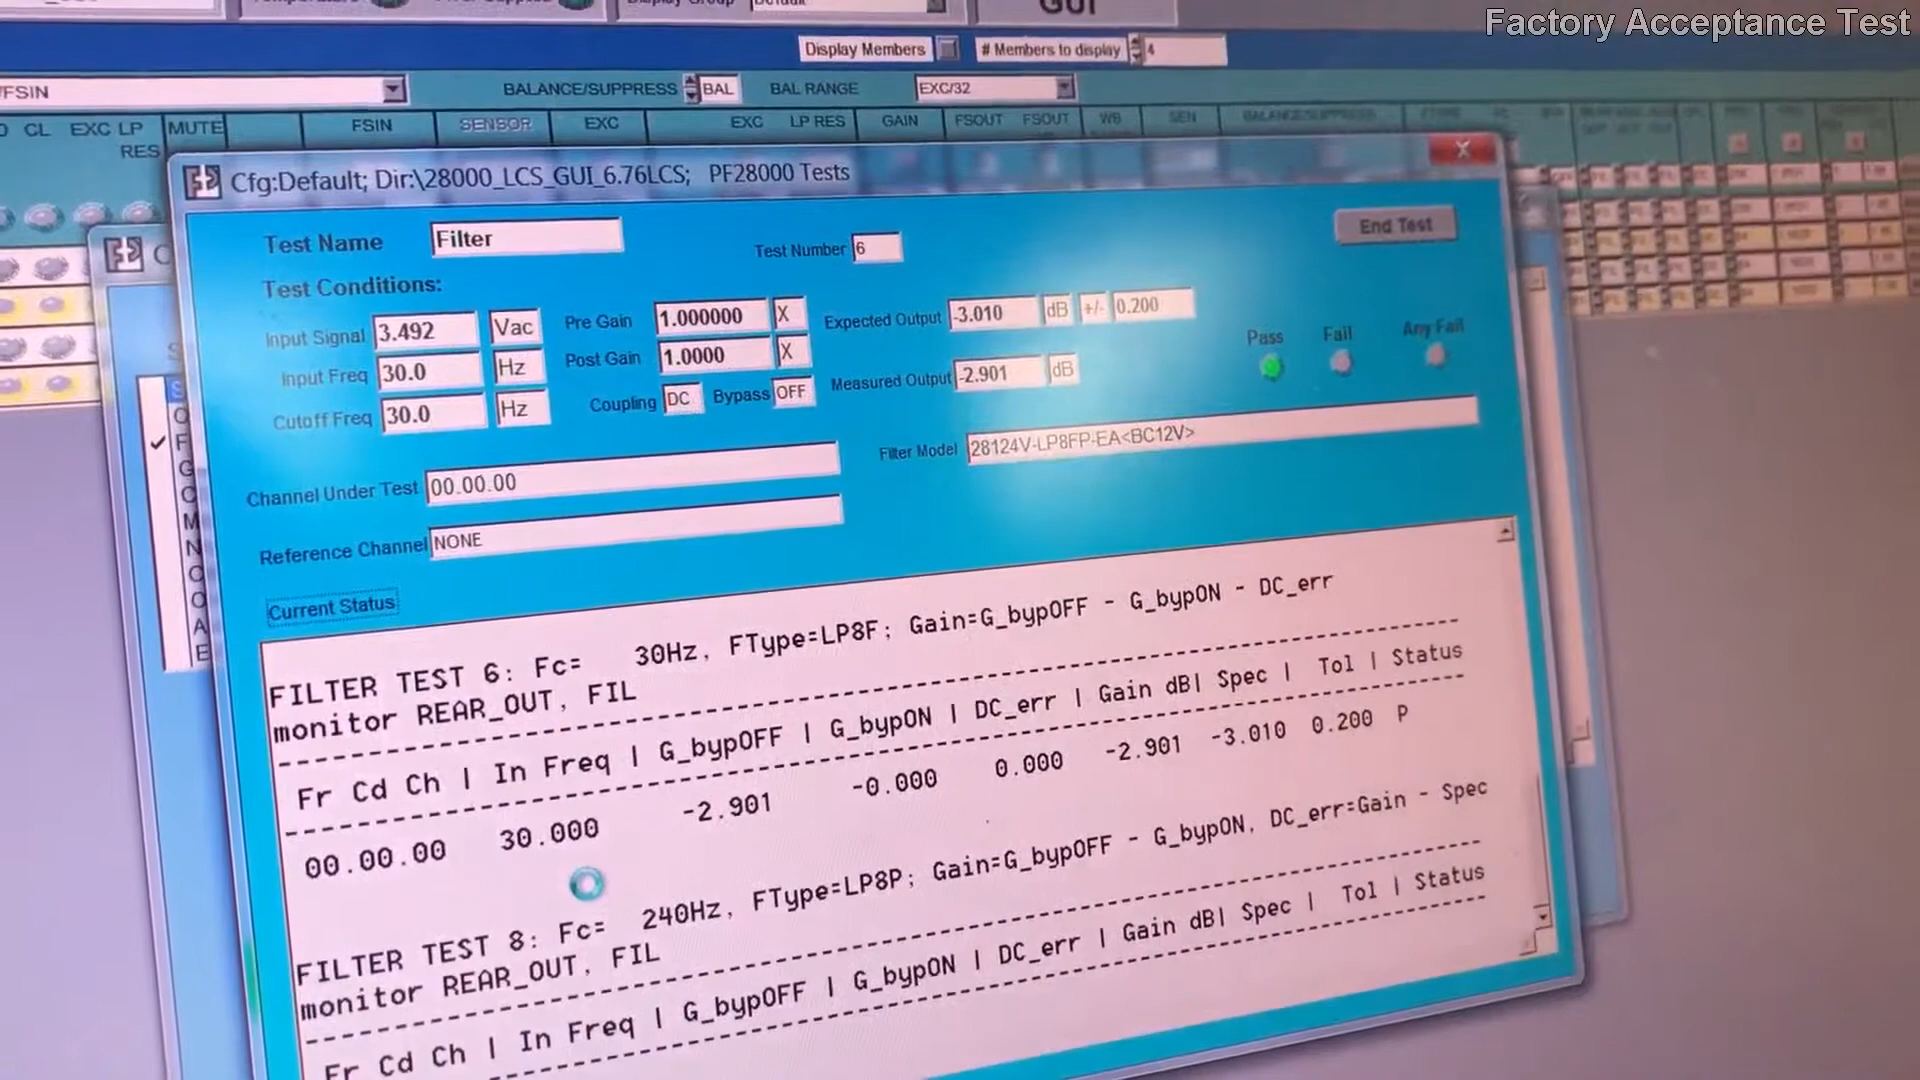 Factory Acceptance Test
GUI
Display Members # Members to display 4
FSIN BALANCE/SUPPRESS BAL BAL RANGE EXC/32
CL EXC LP RES MUTE FSIN SENSOR EXC EXC LP RES GAIN FSOUT FSOUT WB SEN BALANCE/SUPPRESS
Cfg:Default; Dir:\28000_LCS_GUI_6.76LCS; PF28000 Tests
Test Name Filter Test Number 6 End Test
Test Conditions:
Input Signal 3.492 Vac Pre Gain 1.000000 X Expected Output -3.010 dB +/- 0.200
Pass Fail Any Fail
Input Freq 30.0 Hz Post Gain 1.0000 X Measured Output -2.901 dB
Cutoff Freq 30.0 Hz Coupling DC Bypass OFF
Filter Model 28124V-LP8FP-EA<BC12V>
Channel Under Test 00.00.00
Reference Channel NONE
Current Status
FILTER TEST 6: Fc= 30Hz, FType=LP8F; Gain=G_bypOFF - G_bypON - DC_err
monitor REAR_OUT, FIL
Fr Cd Ch | In Freq | G_bypOFF | G_bypON | DC_err | Gain dB| Spec | Tol | Status
00.00.00 30.000 -2.901 -0.000 0.000 -2.901 -3.010 0.200 P
FILTER TEST 8: Fc= 240Hz, FType=LP8P; Gain=G_bypOFF - G_bypON, DC_err=Gain - Spec
monitor REAR_OUT, FIL
Fr Cd Ch | In Freq | G_bypOFF | G_bypON | DC_err | Gain dB| Spec | Tol | Status